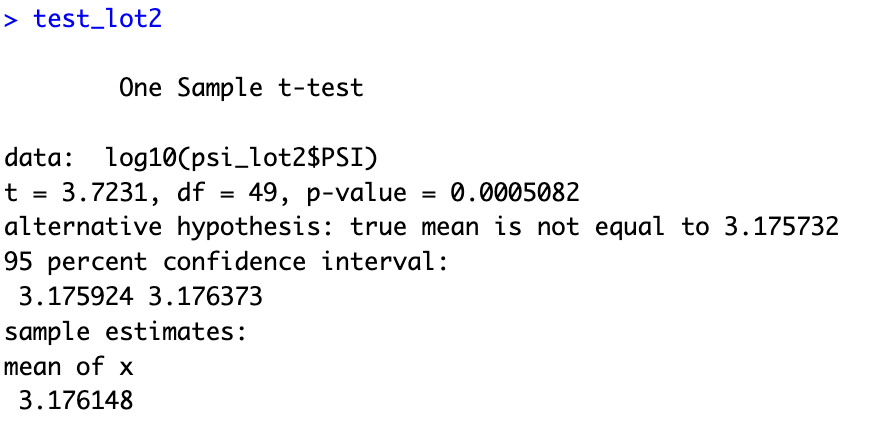 > test_lot2
One Sample t-test
data:  log10(psi_lot2$PSI)
t = 3.7231, df = 49, p-value = 0.0005082
alternative hypothesis: true mean is not equal to 3.175732
95 percent confidence interval:
3.175924 3.176373
sample estimates:
mean of x
3.176148